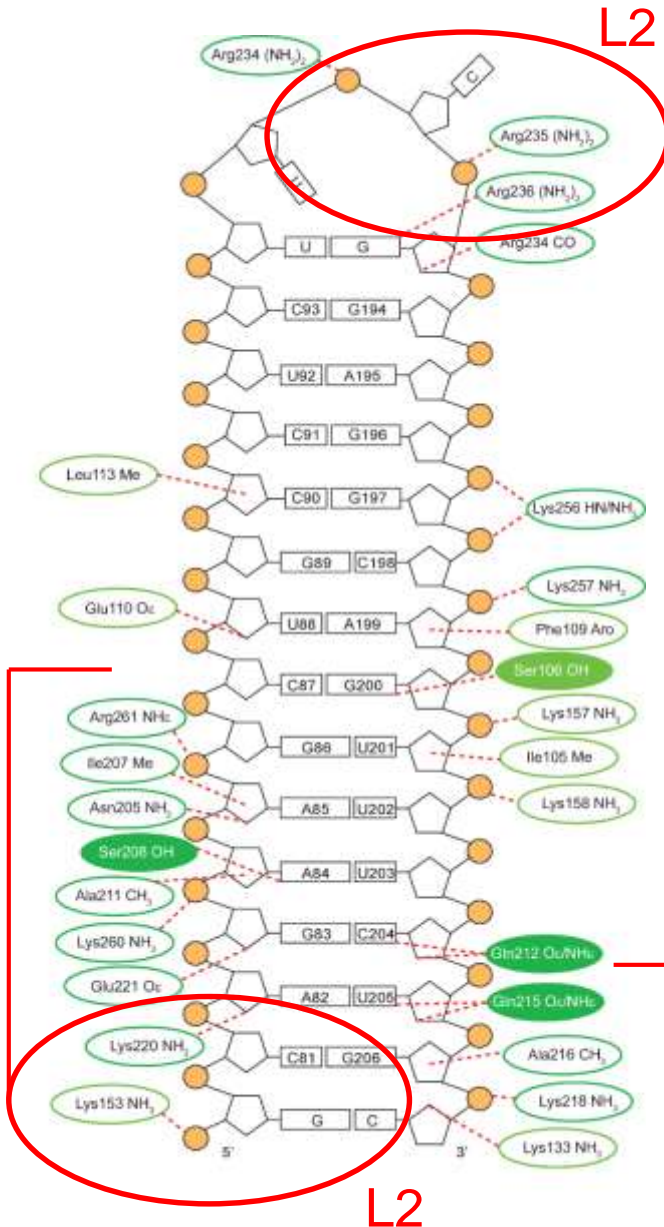 L2
Arg234 (NH2)2
C
Arg235 (NH2)2
U
Arg236 (NH2)2
U G
Arg234 CO
C93 G194
U92 A195
C91 G196
Leu113 Me
C90 G197
Lys256 HN/NH3
G89 C198
Lys257 NH3
Glu110 Oε
U88 A199
Phe109 Aro
C87 G200
Ser106 OH
Arg261 NHε
Lys157 NH3
G86 U201
Ile207 Me
Ile105 Me
Asn205 NH2
A85 U202
Lys158 NH3
Ser208 OH
A84 U203
Ala211 CH3
Lys260 NH3
G83 C204
Gln212 Oε/NHε
Glu221 Oε
A82 U205
Gln215 Oε/NHε
Lys220 NH3
C81 G206
Ala216 CH3
Lys153 NH3
Lys218 NH3
G C
5' 3'
Lys133 NH3
L2